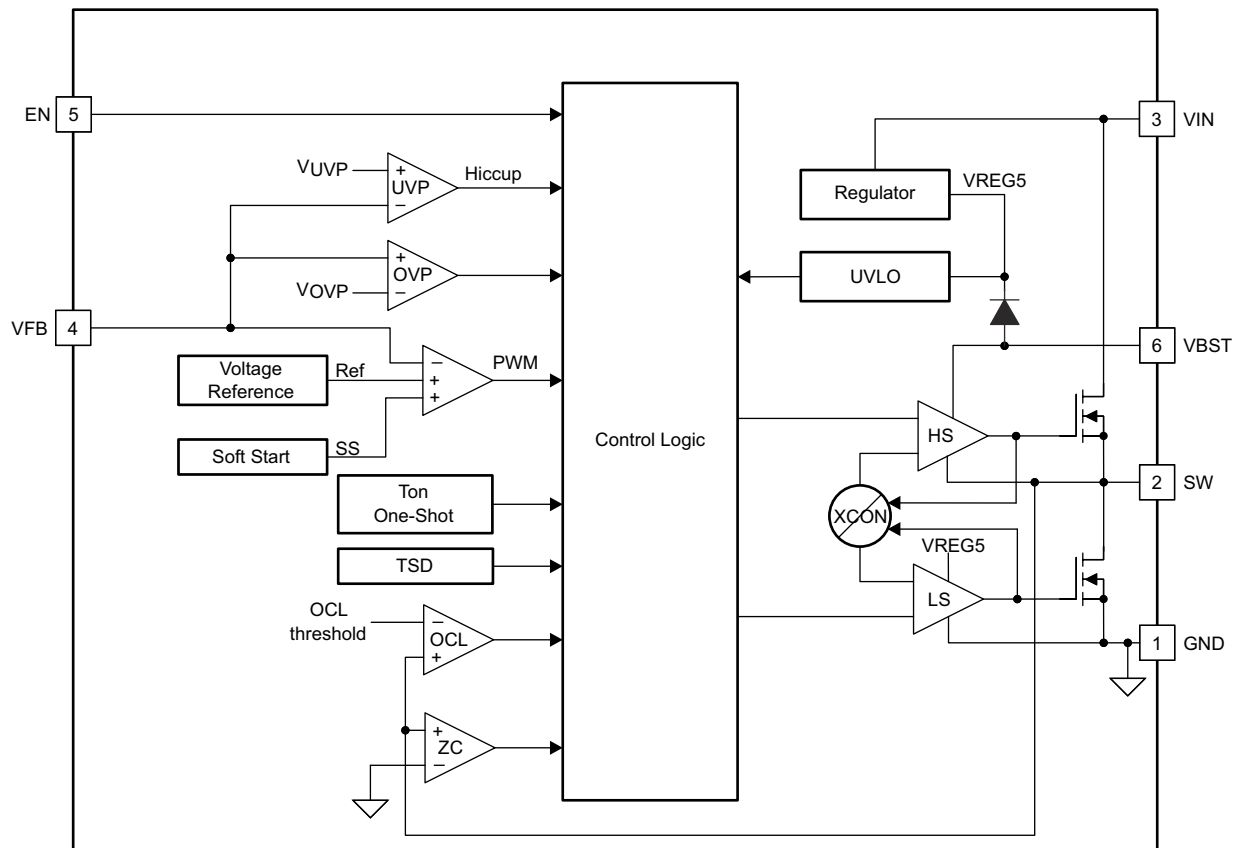 EN
5
VUVP
+
UVP
−
Hiccup
+
OVP
−
VOVP
VFB
4
Voltage
Reference
Ref
−
+
+
PWM
Soft Start
SS
Ton
One-Shot
TSD
OCL
threshold
−
OCL
+
+
ZC
−
Control Logic
3
VIN
Regulator
VREG5
UVLO
6
VBST
HS
2
SW
XCON
VREG5
LS
1
GND